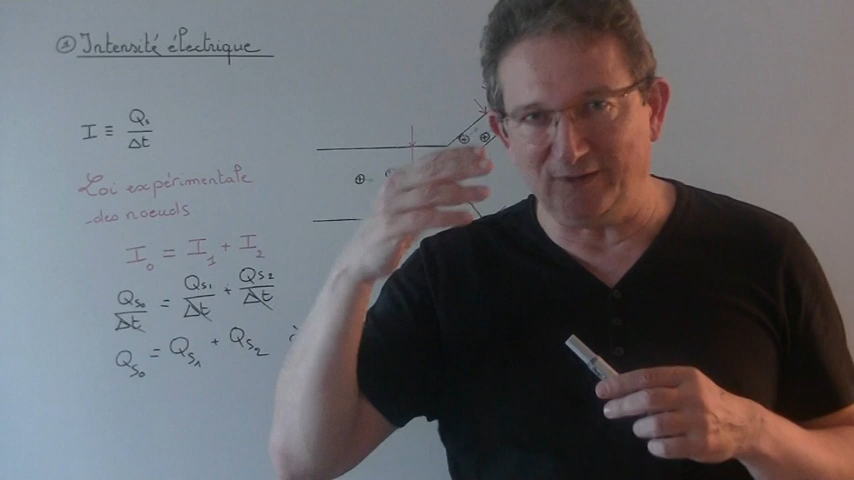 ① Intensité électrique
I ≡ Qs/Δt
Loi expérimentale
des noeuds
I₀ = I₁ + I₂
Qs₀/Δt = Qs₁/Δt + Qs₂/Δt
Qs₀ = Qs₁ + Qs₂
⊕
⊕ ⊕